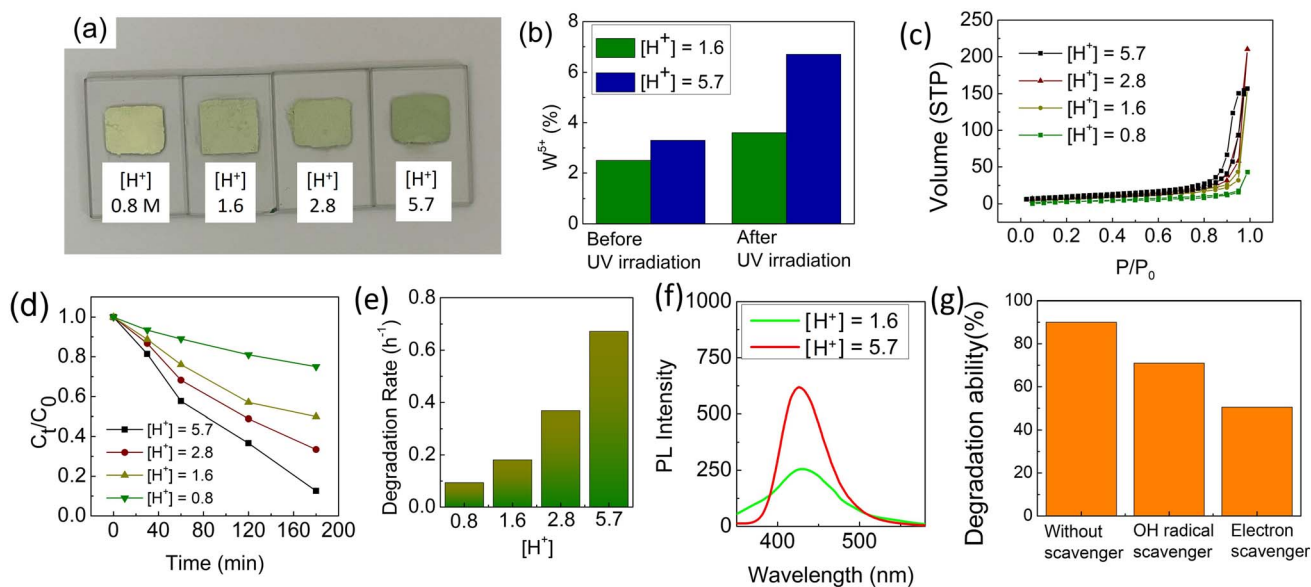 (a)
[H⁺]
0.8 M
[H⁺]
1.6
[H⁺]
2.8
[H⁺]
5.7
(b)
[H⁺] = 1.6
[H⁺] = 5.7
W⁵⁺ (%)
8
6
4
2
0
Before
UV irradiation
After
UV irradiation
(c)
[H⁺] = 5.7
[H⁺] = 2.8
[H⁺] = 1.6
[H⁺] = 0.8
Volume (STP)
250
200
150
100
50
0
0.0 0.2 0.4 0.6 0.8 1.0
P/P₀
(d)
Cₜ/C₀
1.0
0.8
0.6
0.4
0.2
0.0
[H⁺] = 5.7
[H⁺] = 2.8
[H⁺] = 1.6
[H⁺] = 0.8
0 40 80 120 160 200
Time (min)
(e)
Degradation Rate (h⁻¹)
0.8
0.6
0.4
0.2
0.0
0.8 1.6 2.8 5.7
[H⁺]
(f)
[H⁺] = 1.6
[H⁺] = 5.7
PL Intensity
1000
750
500
250
0
400 500
Wavelength (nm)
(g)
Degradation ability(%)
100
80
60
40
20
0
Without
scavenger
OH radical
scavenger
Electron
scavenger